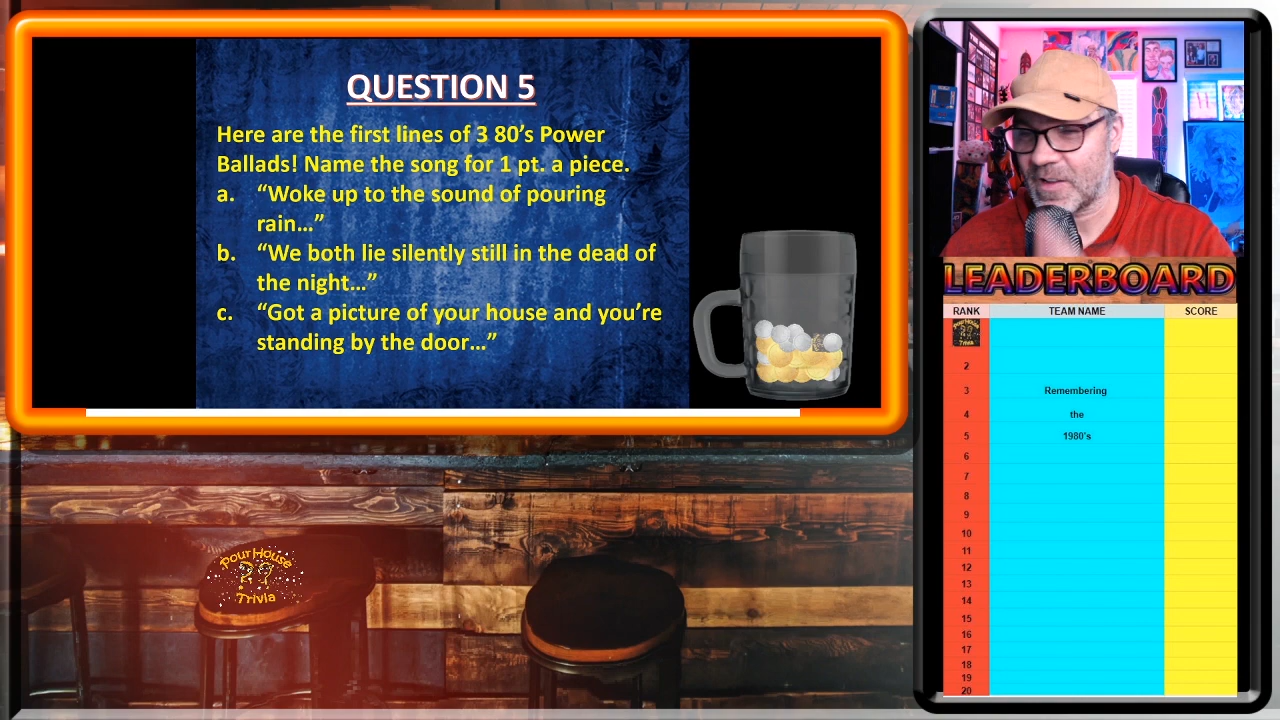 QUESTION 5
Here are the first lines of 3 80’s Power
Ballads! Name the song for 1 pt. a piece.
a. “Woke up to the sound of pouring
rain…”
b. “We both lie silently still in the dead of
the night…”
c. “Got a picture of your house and you’re
standing by the door…”
PourHouse
Trivia
LEADERBOARD
RANK TEAM NAME SCORE
PourHouse
Trivia
2
3 Remembering
4 the
5 1980's
6
7
8
9
10
11
12
13
14
15
16
17
18
19
20